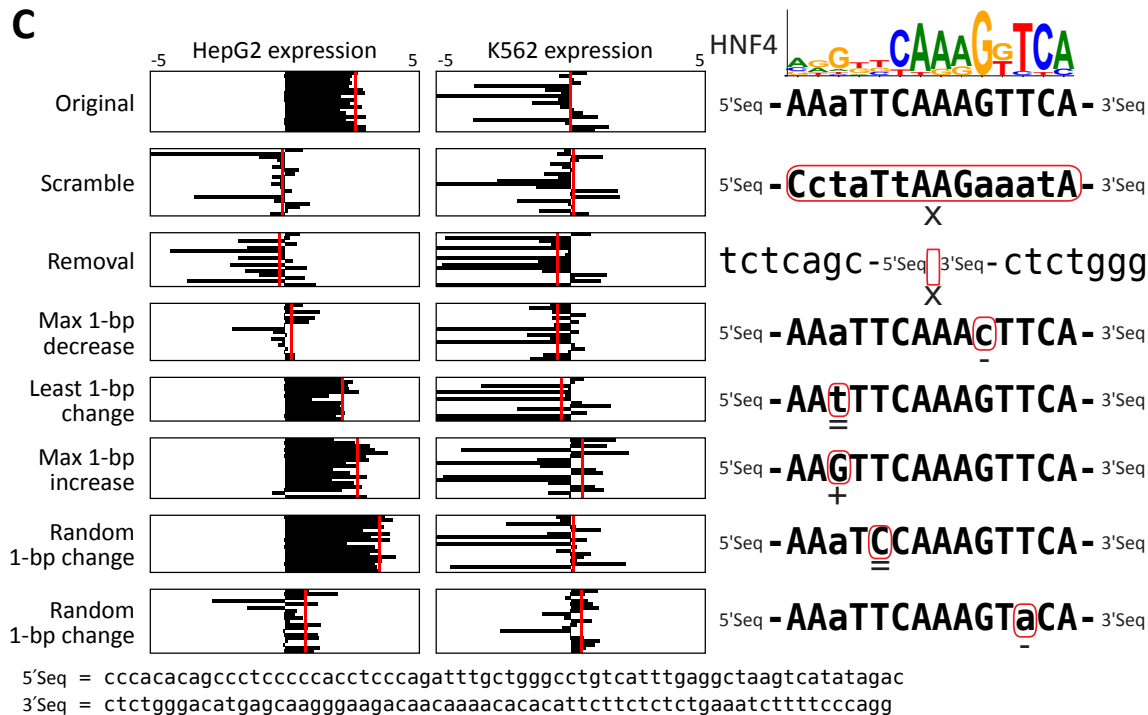 C
HepG2 expression
K562 expression
HNF4
-5 5 -5 5
Original
5'Seq -AAaTTCAAAGTTCA- 3'Seq
Scramble
5'Seq -CctaTtAAGaaatA- 3'Seq
X
Removal
tctcagc-5'Seq 3'Seq-ctctggg
X
Max 1-bp
decrease
5'Seq -AAaTTCAAAcTTCA- 3'Seq
-
Least 1-bp
change
5'Seq -AAtTTCAAAGTTCA- 3'Seq
=
Max 1-bp
increase
5'Seq -AAGTTCAAAGTTCA- 3'Seq
+
Random
1-bp change
5'Seq -AAaTCCAAAGTTCA- 3'Seq
=
Random
1-bp change
5'Seq -AAaTTCAAAGTaCA- 3'Seq
-
5′Seq = cccacacagccctcccccacctcccagatttgctgggcctgtcatttgaggctaagtcatatagac
3′Seq = ctctgggacatgagcaagggaagacaacaaaacacacattcttctctctgaaatcttttcccagg